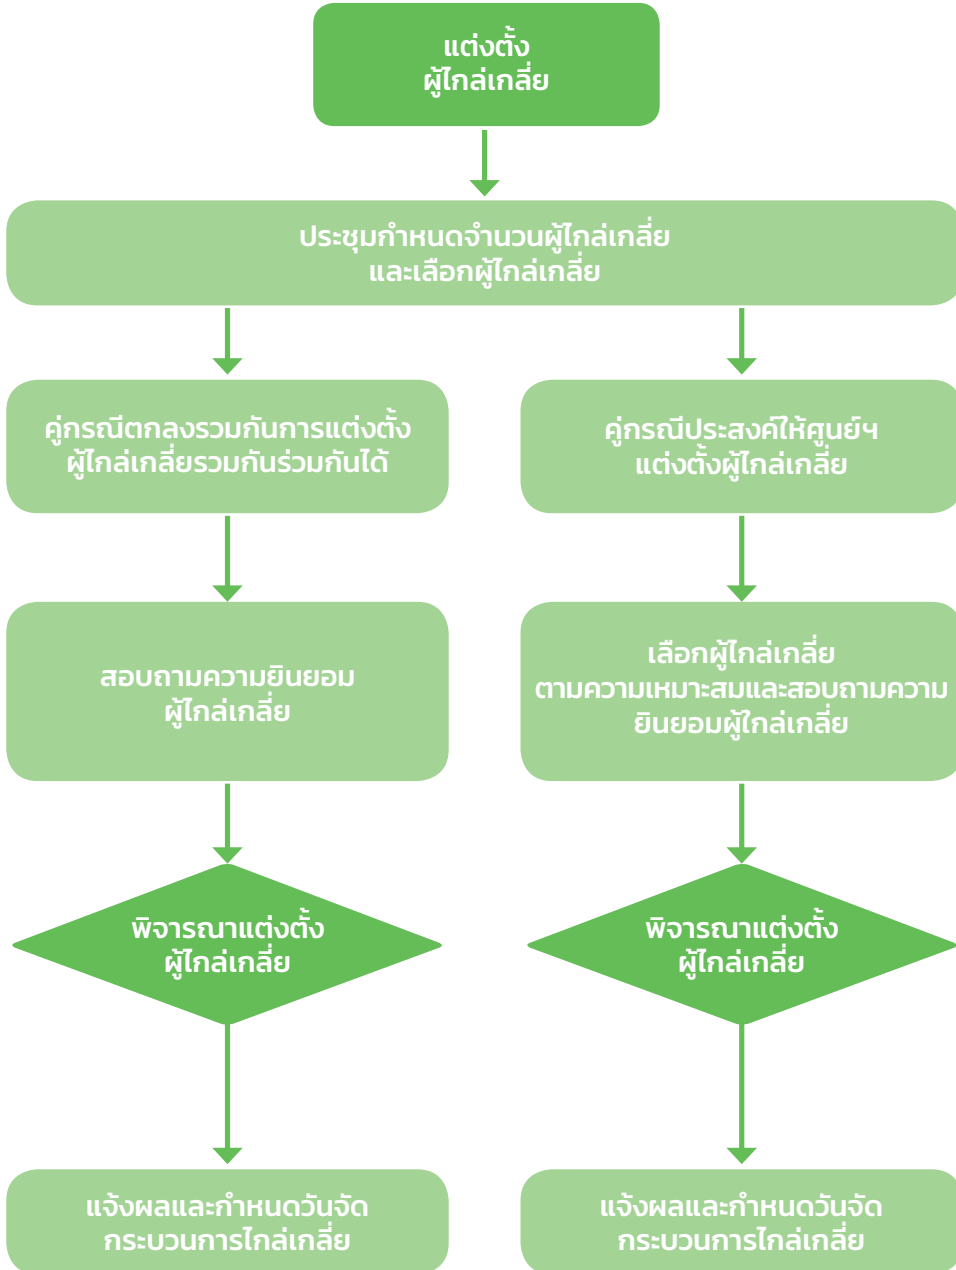 แต่งตั้ง
ผู้ไกล่เกลี่ย
ประชุมกำหนดจำนวนผู้ไกล่เกลี่ย
และเลือกผู้ไกล่เกลี่ย
คู่กรณีตกลงรวมกันการแต่งตั้ง
ผู้ไกล่เกลี่ยรวมกันร่วมกันได้
คู่กรณีประสงค์ให้ศูนย์ฯ
แต่งตั้งผู้ไกล่เกลี่ย
สอบถามความยินยอม
ผู้ไกล่เกลี่ย
เลือกผู้ไกล่เกลี่ย
ตามความเหมาะสมและสอบถามความ
ยินยอมผู้ไกล่เกลี่ย
พิจารณาแต่งตั้ง
ผู้ไกล่เกลี่ย
พิจารณาแต่งตั้ง
ผู้ไกล่เกลี่ย
แจ้งผลและกำหนดวันจัด
กระบวนการไกล่เกลี่ย
แจ้งผลและกำหนดวันจัด
กระบวนการไกล่เกลี่ย